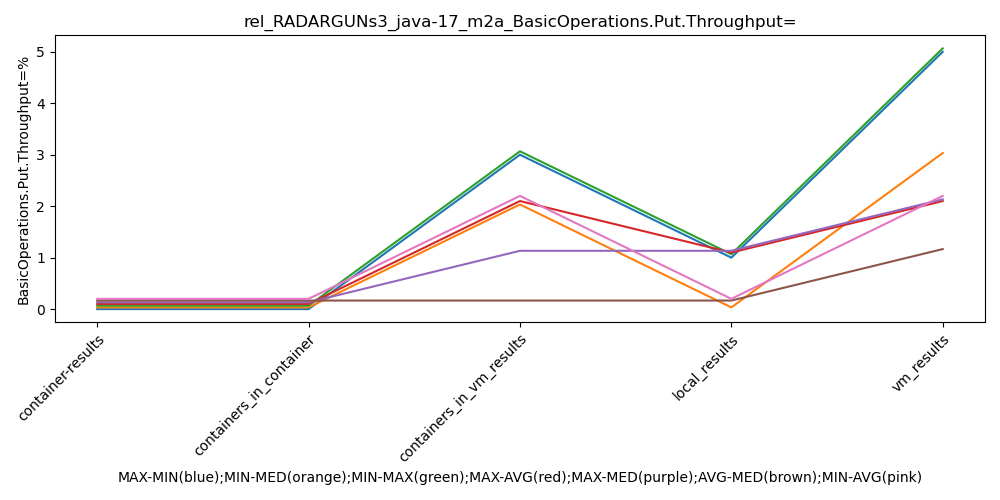 rel_RADARGUNs3_java-17_m2a_BasicOperations.Put.Throughput=
BasicOperations.Put.Throughput=%
5
4
3
2
1
0
container-results
containers_in_container
containers_in_vm_results
local_results
vm_results
MAX-MIN(blue);MIN-MED(orange);MIN-MAX(green);MAX-AVG(red);MAX-MED(purple);AVG-MED(brown);MIN-AVG(pink)